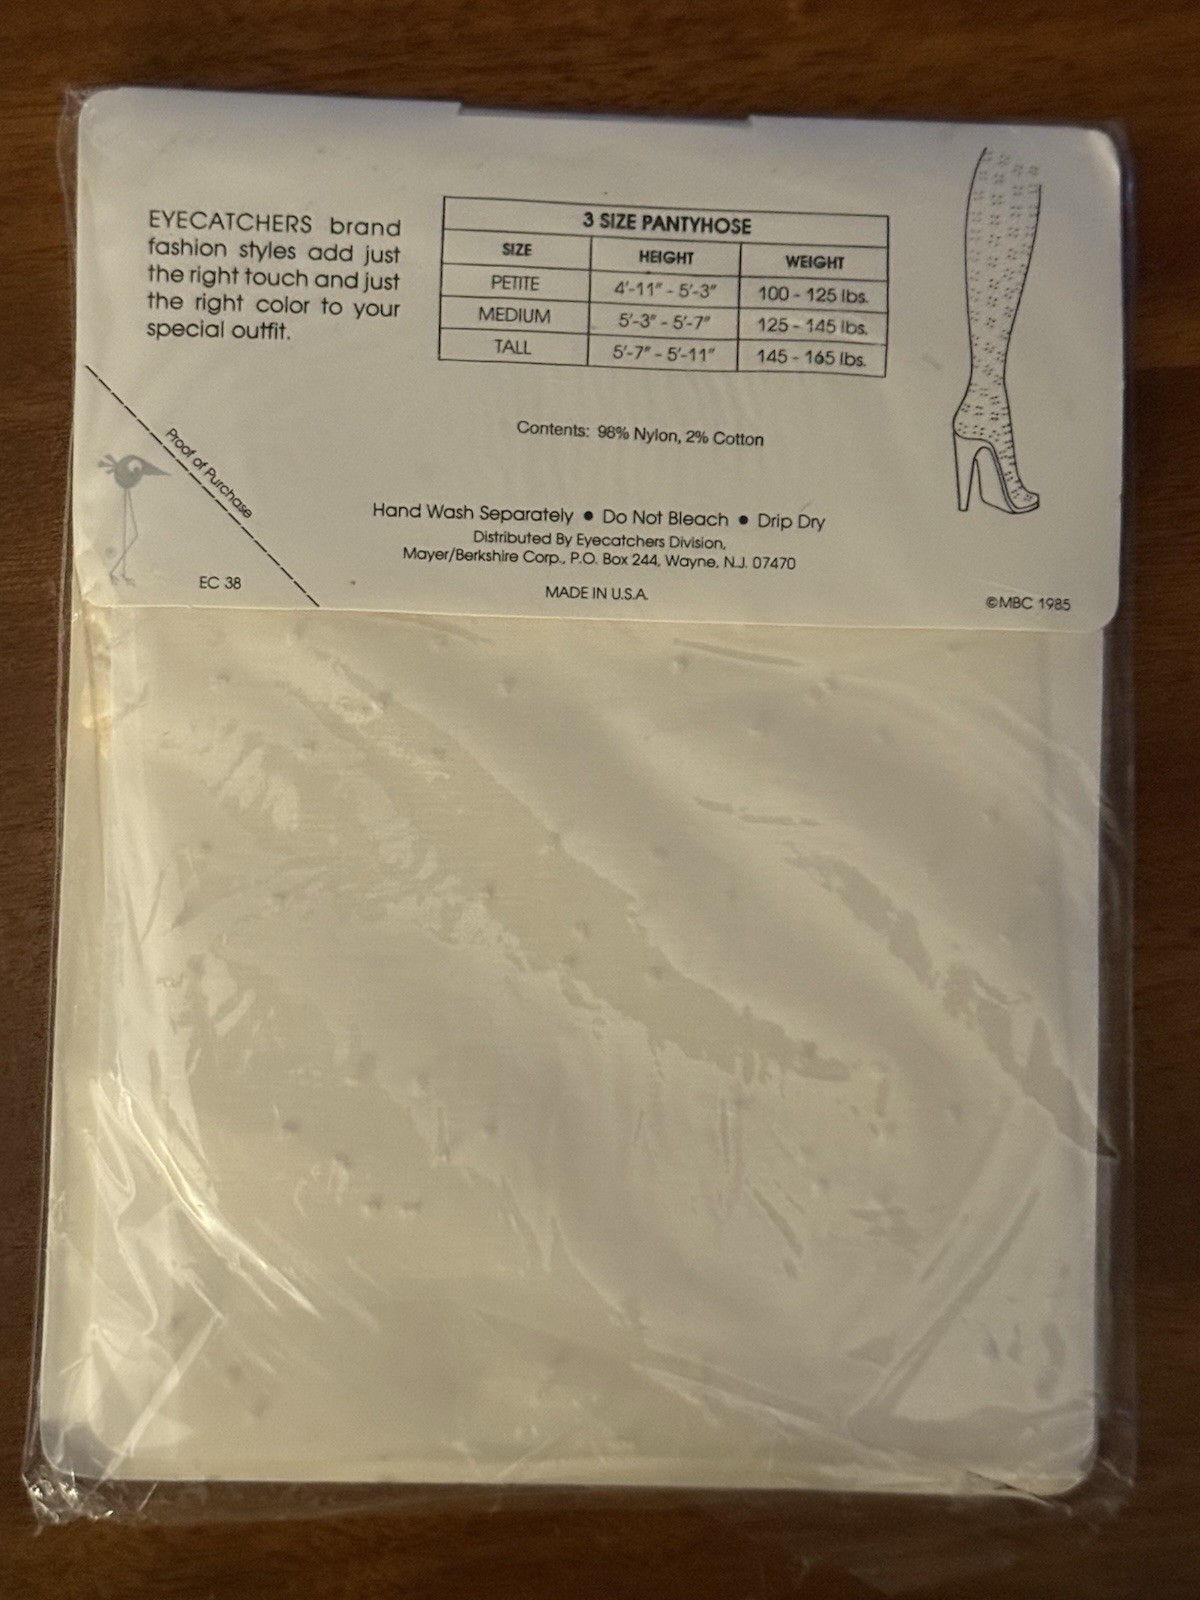 EYECATCHERS brand
fashion styles add just
the right touch and just
the right color to your
special outfit.
3 SIZE PANTYHOSE
SIZE HEIGHT WEIGHT
PETITE 4'-11" - 5'-3" 100 - 125 lbs.
MEDIUM 5'-3" - 5'-7" 125 - 145 lbs.
TALL 5'-7" - 5'-11" 145 - 165 lbs.
Contents: 98% Nylon, 2% Cotton
Proof of Purchase
Hand Wash Separately • Do Not Bleach • Drip Dry
Distributed By Eyecatchers Division,
Mayer/Berkshire Corp., P.O. Box 244, Wayne, N.J. 07470
EC 38
MADE IN U.S.A.
©MBC 1985